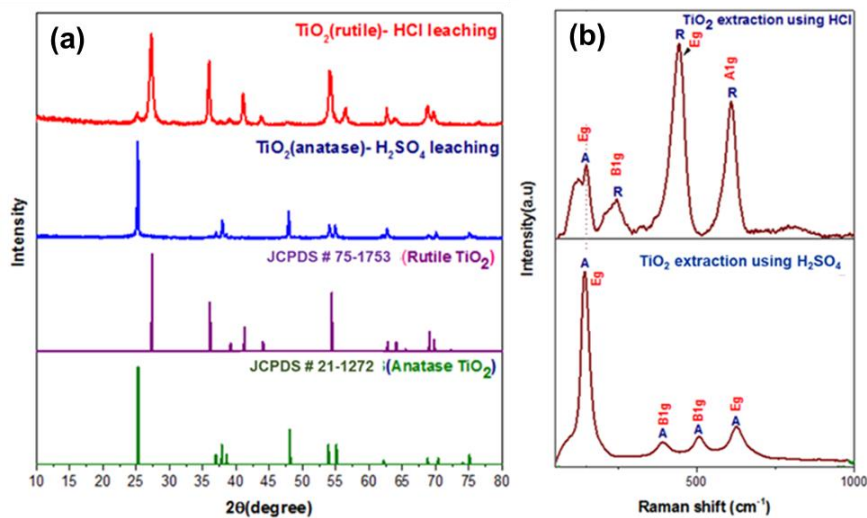 (a)
TiO2(rutile)- HCl leaching
TiO2(anatase)- H2SO4 leaching
JCPDS # 75-1753 (Rutile TiO2)
JCPDS # 21-1272 (Anatase TiO2)
Intensity
10 15 20 25 30 35 40 45 50 55 60 65 70 75 80
2θ(degree)
(b)
TiO2 extraction using HCl
Eg
A
B1g
R
R
Eg
A1g
R
TiO2 extraction using H2SO4
A
Eg
B1g
A
B1g
A
Eg
A
Intensity(a.u)
500 1000
Raman shift (cm-1)